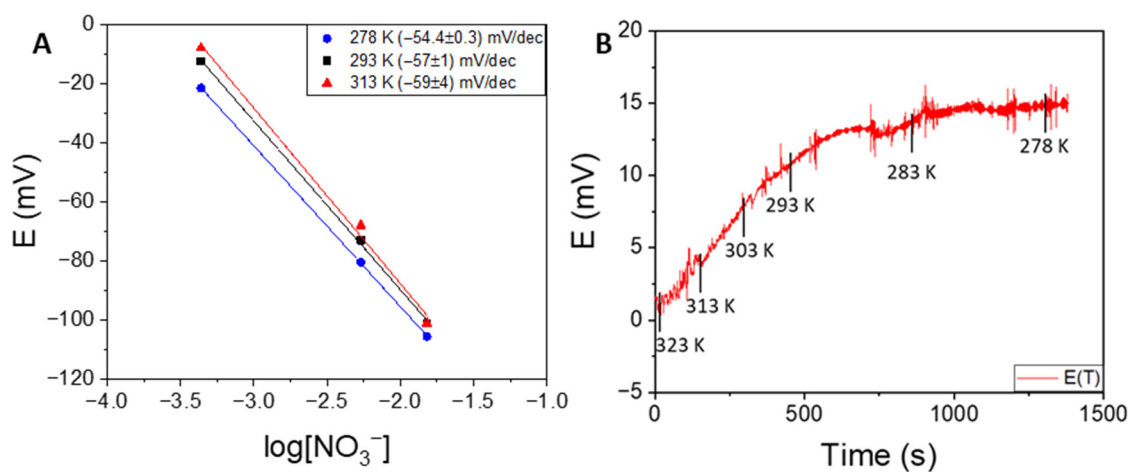 A
278 K (−54.4±0.3) mV/dec
293 K (−57±1) mV/dec
313 K (−59±4) mV/dec
0
−20
−40
−60
−80
−100
−120
E (mV)
−4.0
−3.5
−3.0
−2.5
−2.0
−1.5
−1.0
log[NO₃⁻]
B
20
15
10
5
0
−5
E (mV)
323 K
313 K
303 K
293 K
283 K
278 K
E(T)
0
500
1000
1500
Time (s)